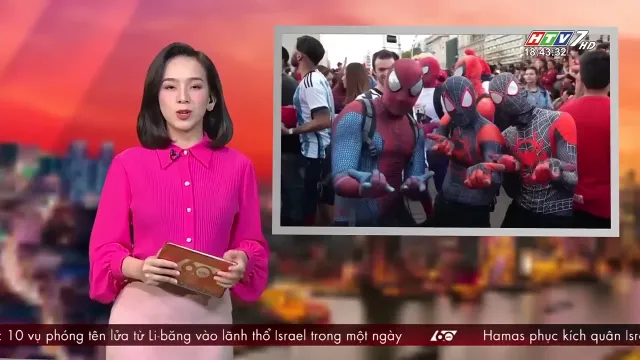 HTV7 HD
18:43:32
: 10 vụ phóng tên lửa từ Li-băng vào lãnh thổ Israel trong một ngày 60 Hamas phục kích quân Isra